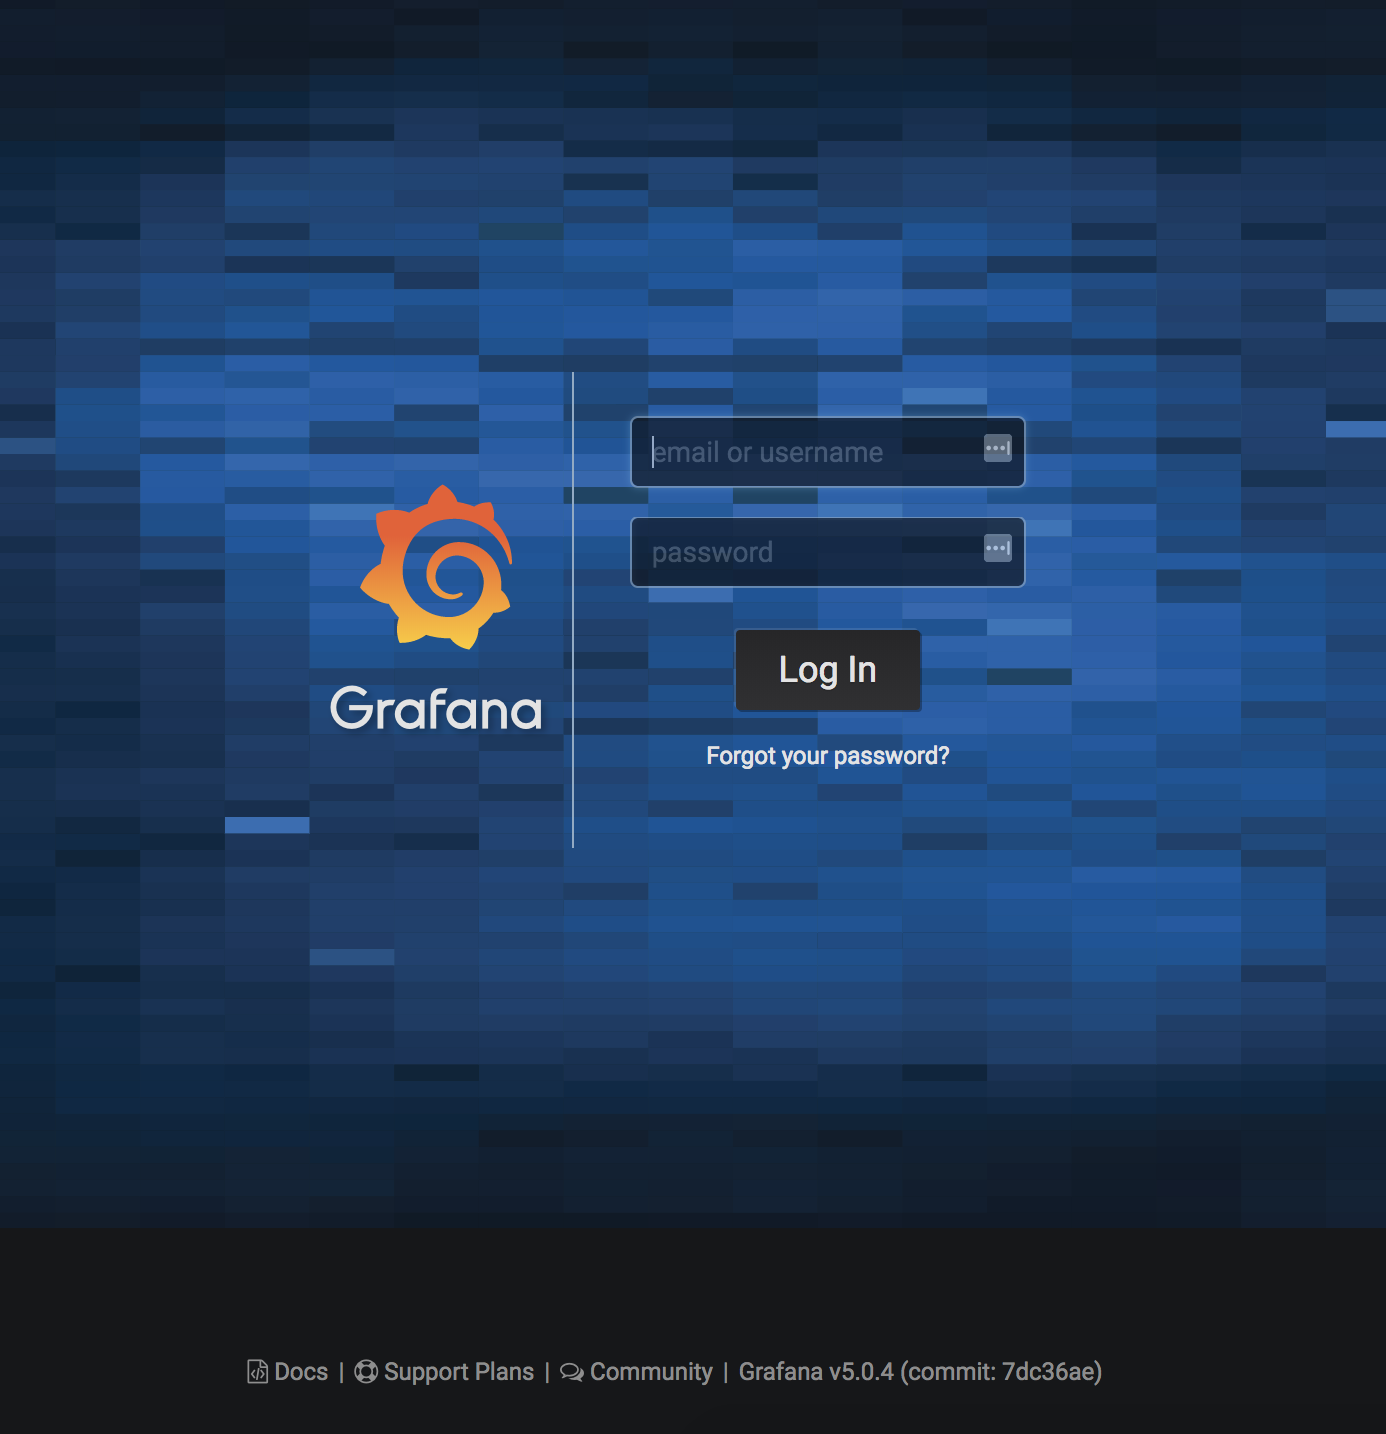 email or username
password
Log In
Grafana
Forgot your password?
Docs | Support Plans | Community | Grafana v5.0.4 (commit: 7dc36ae)